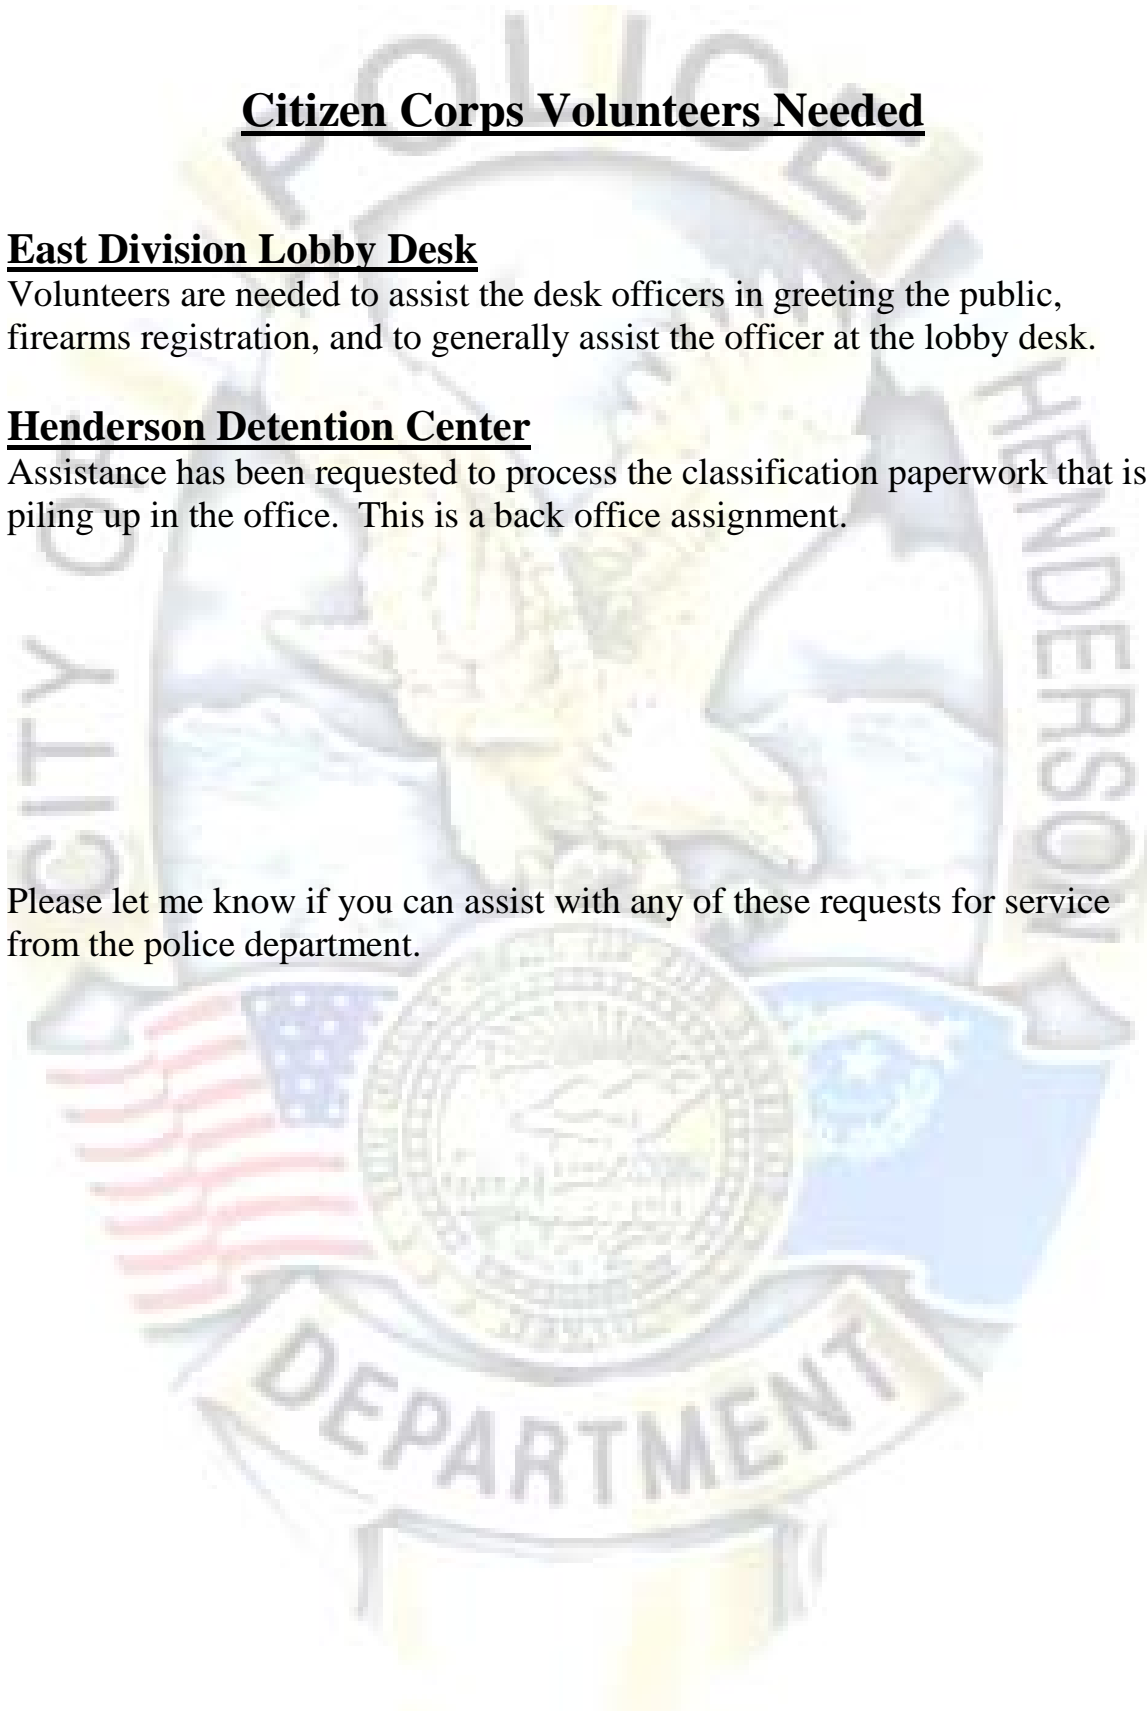 Citizen Corps Volunteers Needed
East Division Lobby Desk
Volunteers are needed to assist the desk officers in greeting the public,
firearms registration, and to generally assist the officer at the lobby desk.
Henderson Detention Center
Assistance has been requested to process the classification paperwork that is
piling up in the office.  This is a back office assignment.
Please let me know if you can assist with any of these requests for service
from the police department.
POLICE
CITY OF
HENDERSON
DEPARTMENT